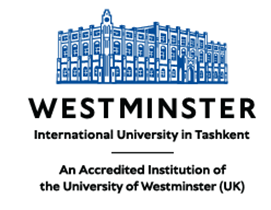 WESTMINSTER
International University in Tashkent
An Accredited Institution of
the University of Westminster (UK)